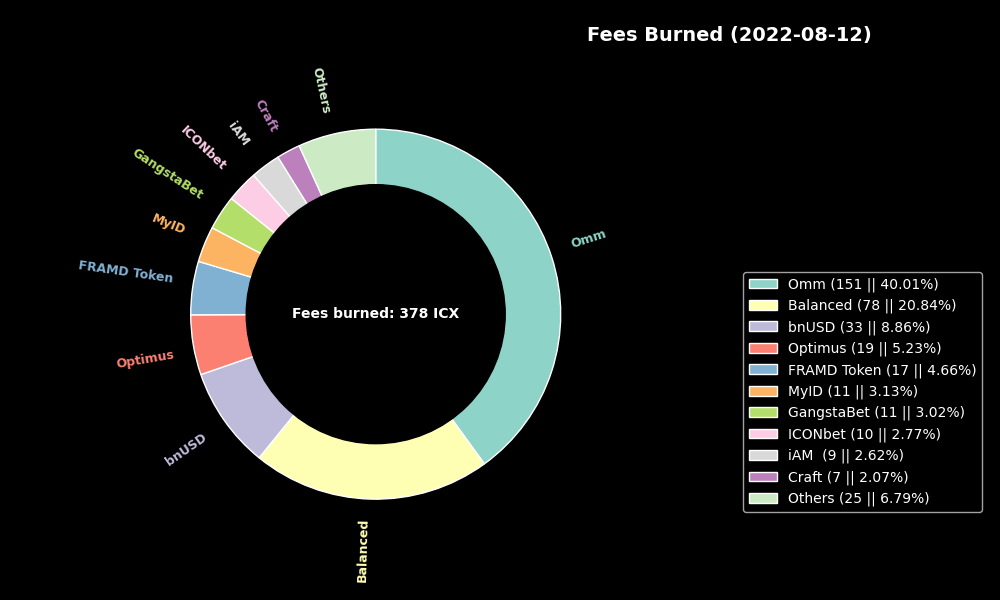 Fees Burned (2022-08-12)
Others
Craft
iAM
ICONbet
GangstaBet
MyID
Omm
FRAMD Token
Fees burned: 378 ICX
Optimus
bnUSD
Balanced
Omm (151 || 40.01%)
Balanced (78 || 20.84%)
bnUSD (33 || 8.86%)
Optimus (19 || 5.23%)
FRAMD Token (17 || 4.66%)
MyID (11 || 3.13%)
GangstaBet (11 || 3.02%)
ICONbet (10 || 2.77%)
iAM  (9 || 2.62%)
Craft (7 || 2.07%)
Others (25 || 6.79%)